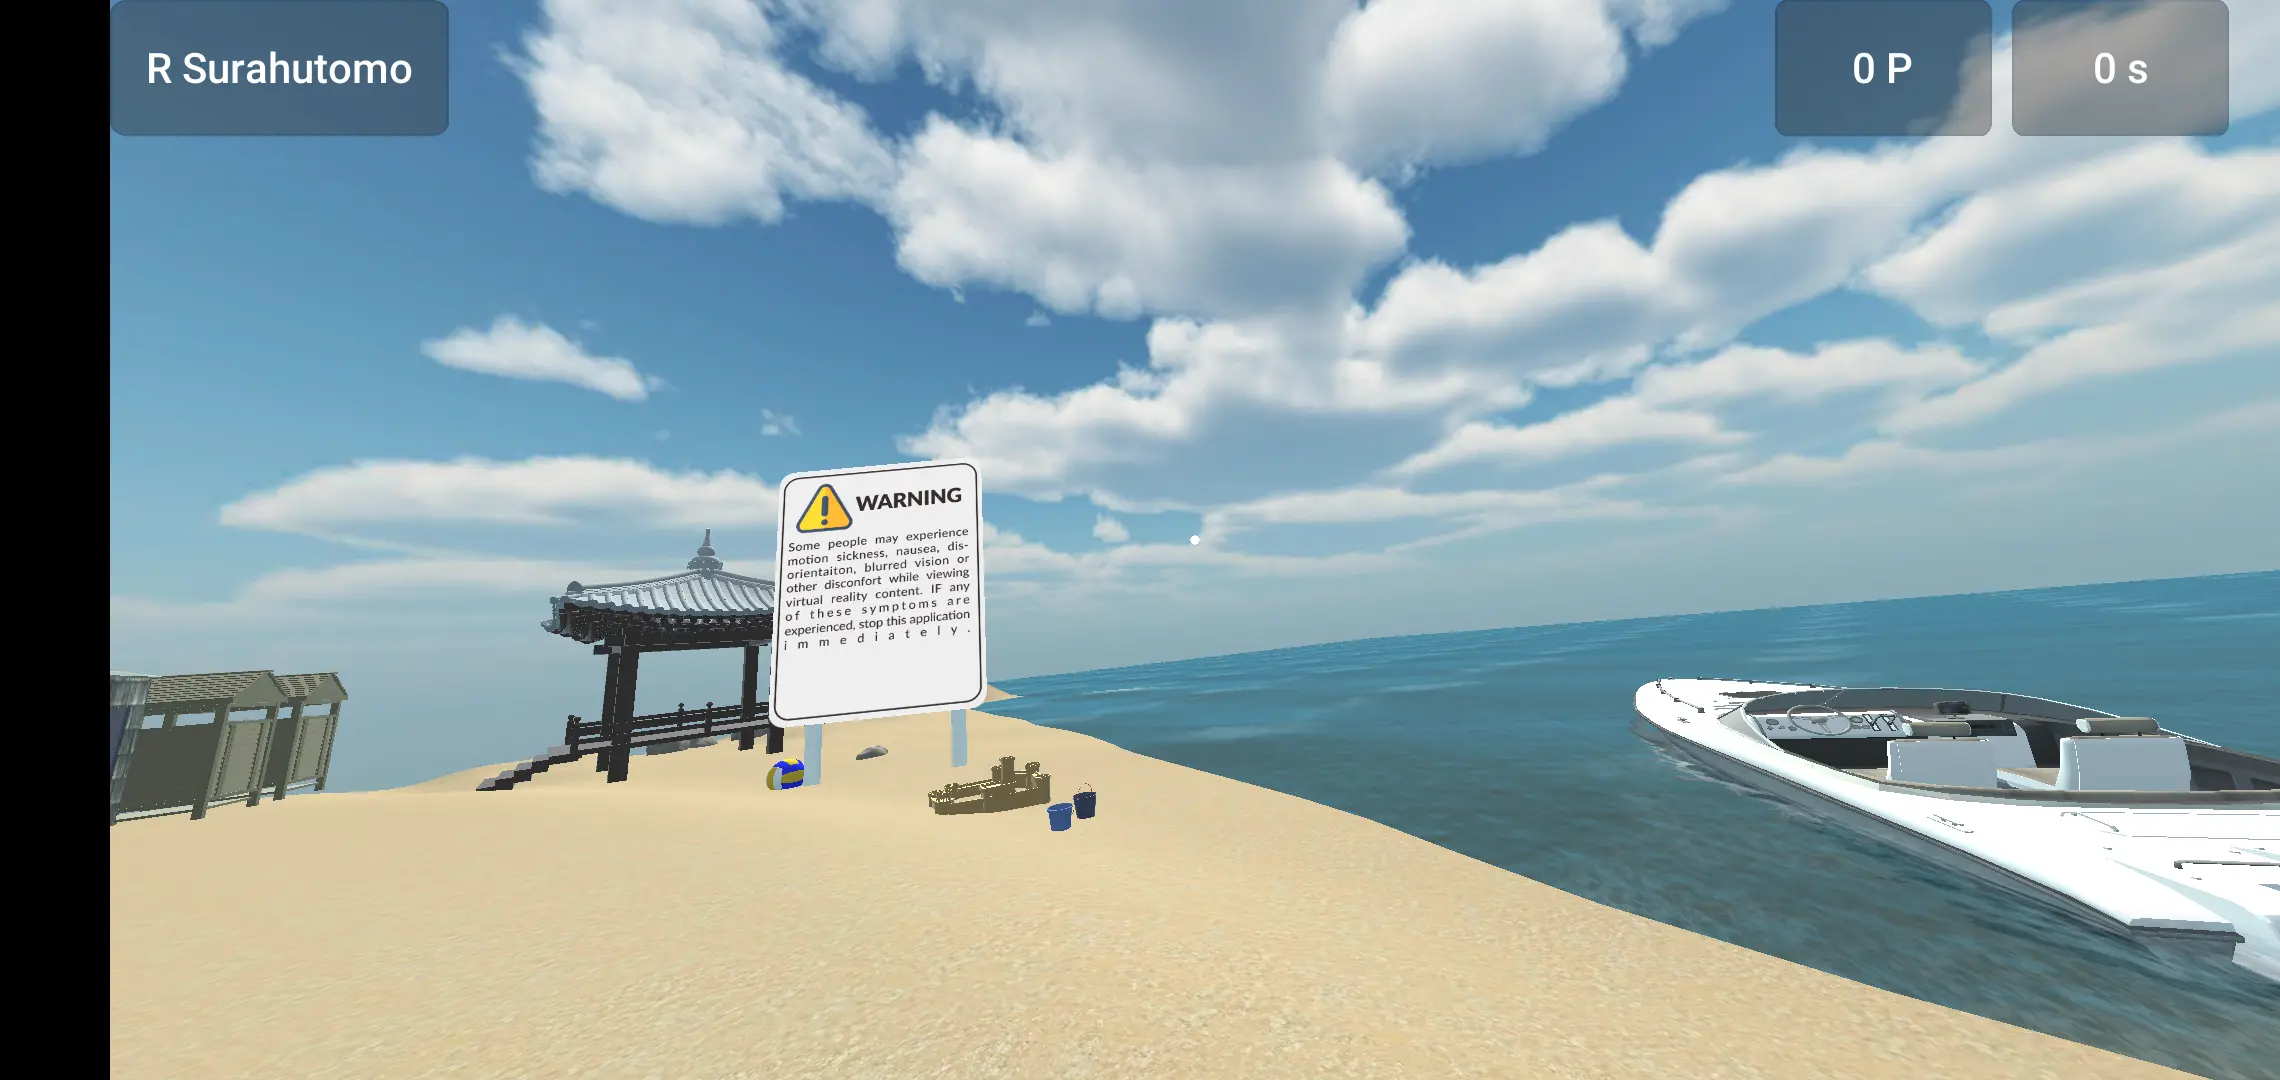 R Surahutomo
0 P
0 s
WARNING
Some people may experience
motion sickness, nausea, dis-
orientaiton, blurred vision or
other disconfort while viewing
virtual reality content. IF any
of these symptoms are
experienced, stop this application
immediately.